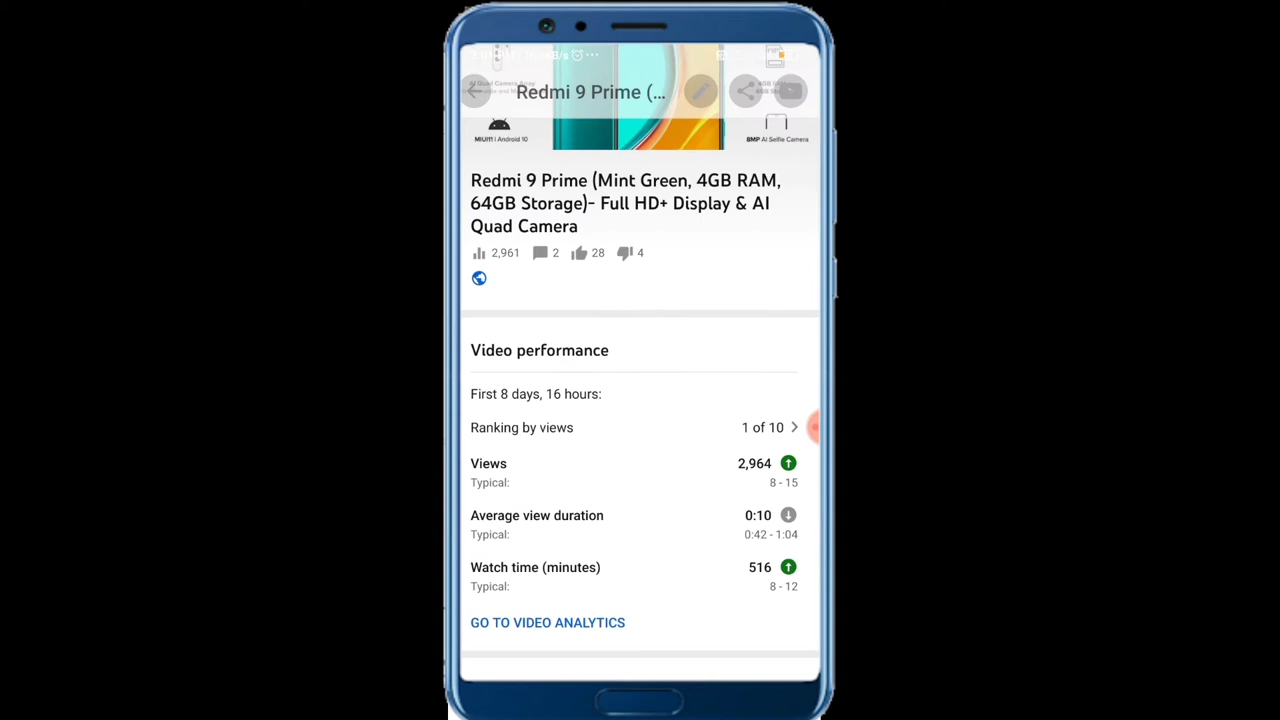 Redmi 9 Prime (...
MIUI11 | Android 10
8MP AI Selfie Camera
Redmi 9 Prime (Mint Green, 4GB RAM,
64GB Storage)- Full HD+ Display & AI
Quad Camera
2,961 2 28 4
Video performance
First 8 days, 16 hours:
Ranking by views 1 of 10
Views 2,964
Typical: 8 - 15
Average view duration 0:10
Typical: 0:42 - 1:04
Watch time (minutes) 516
Typical: 8 - 12
GO TO VIDEO ANALYTICS